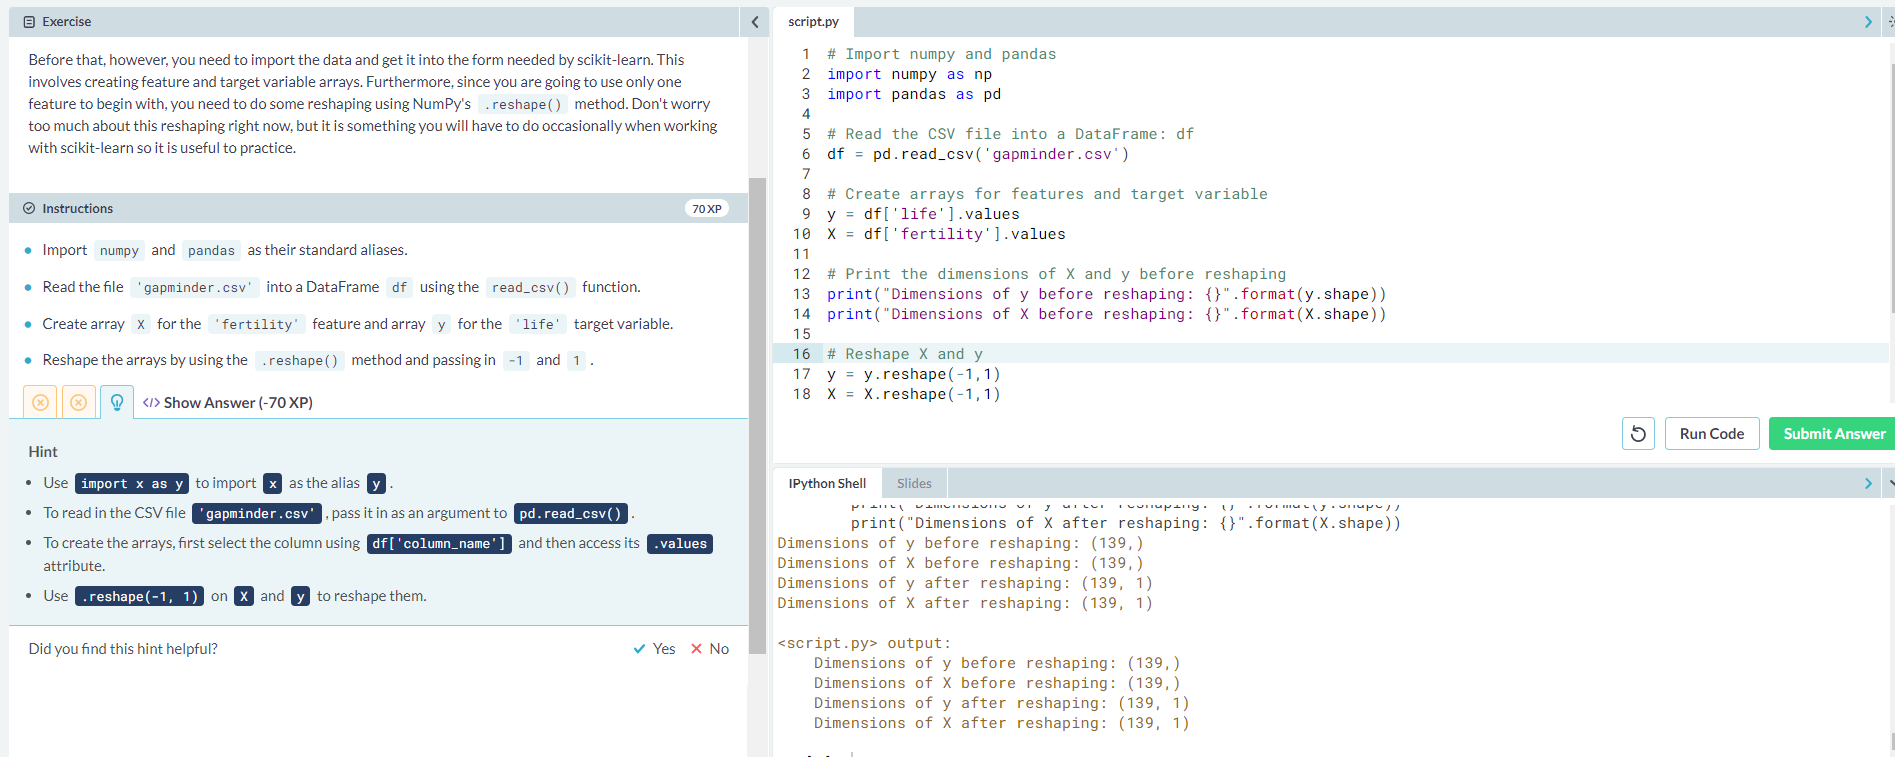 Exercise
Before that, however, you need to import the data and get it into the form needed by scikit-learn. This
involves creating feature and target variable arrays. Furthermore, since you are going to use only one
feature to begin with, you need to do some reshaping using NumPy's .reshape() method. Don't worry
too much about this reshaping right now, but it is something you will have to do occasionally when working
with scikit-learn so it is useful to practice.
Instructions
70 XP
Import numpy and pandas as their standard aliases.
Read the file 'gapminder.csv' into a DataFrame df using the read_csv() function.
Create array X for the 'fertility' feature and array y for the 'life' target variable.
Reshape the arrays by using the .reshape() method and passing in -1 and 1 .
</> Show Answer (-70 XP)
Hint
• Use import x as y to import x as the alias y .
• To read in the CSV file 'gapminder.csv' , pass it in as an argument to pd.read_csv() .
• To create the arrays, first select the column using df['column_name'] and then access its .values
attribute.
• Use .reshape(-1, 1) on X and y to reshape them.
Did you find this hint helpful?
Yes
No
script.py
1 # Import numpy and pandas
2 import numpy as np
3 import pandas as pd
4
5 # Read the CSV file into a DataFrame: df
6 df = pd.read_csv('gapminder.csv')
7
8 # Create arrays for features and target variable
9 y = df['life'].values
10 X = df['fertility'].values
11
12 # Print the dimensions of X and y before reshaping
13 print("Dimensions of y before reshaping: {}".format(y.shape))
14 print("Dimensions of X before reshaping: {}".format(X.shape))
15
16 # Reshape X and y
17 y = y.reshape(-1,1)
18 X = X.reshape(-1,1)
Run Code
Submit Answer
IPython Shell
Slides
print("Dimensions of X after reshaping: {}".format(X.shape))
Dimensions of y before reshaping: (139,)
Dimensions of X before reshaping: (139,)
Dimensions of y after reshaping: (139, 1)
Dimensions of X after reshaping: (139, 1)
<script.py> output:
Dimensions of y before reshaping: (139,)
Dimensions of X before reshaping: (139,)
Dimensions of y after reshaping: (139, 1)
Dimensions of X after reshaping: (139, 1)